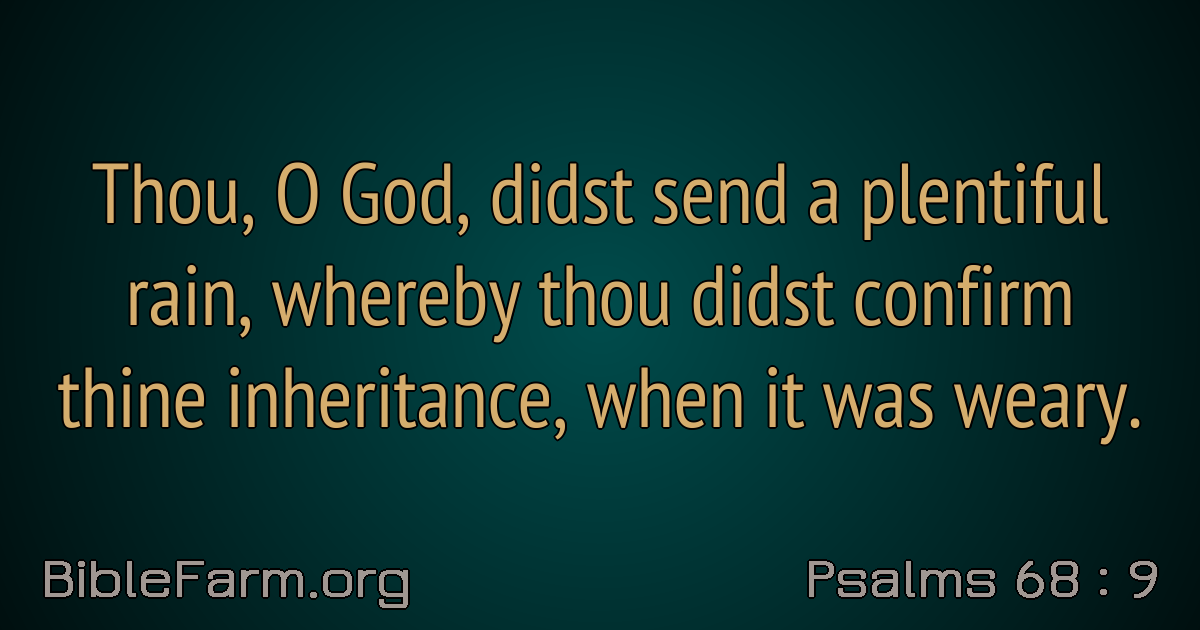 Thou, O God, didst send a plentiful
rain, whereby thou didst confirm
thine inheritance, when it was weary.
BibleFarm.org
Psalms 68 : 9